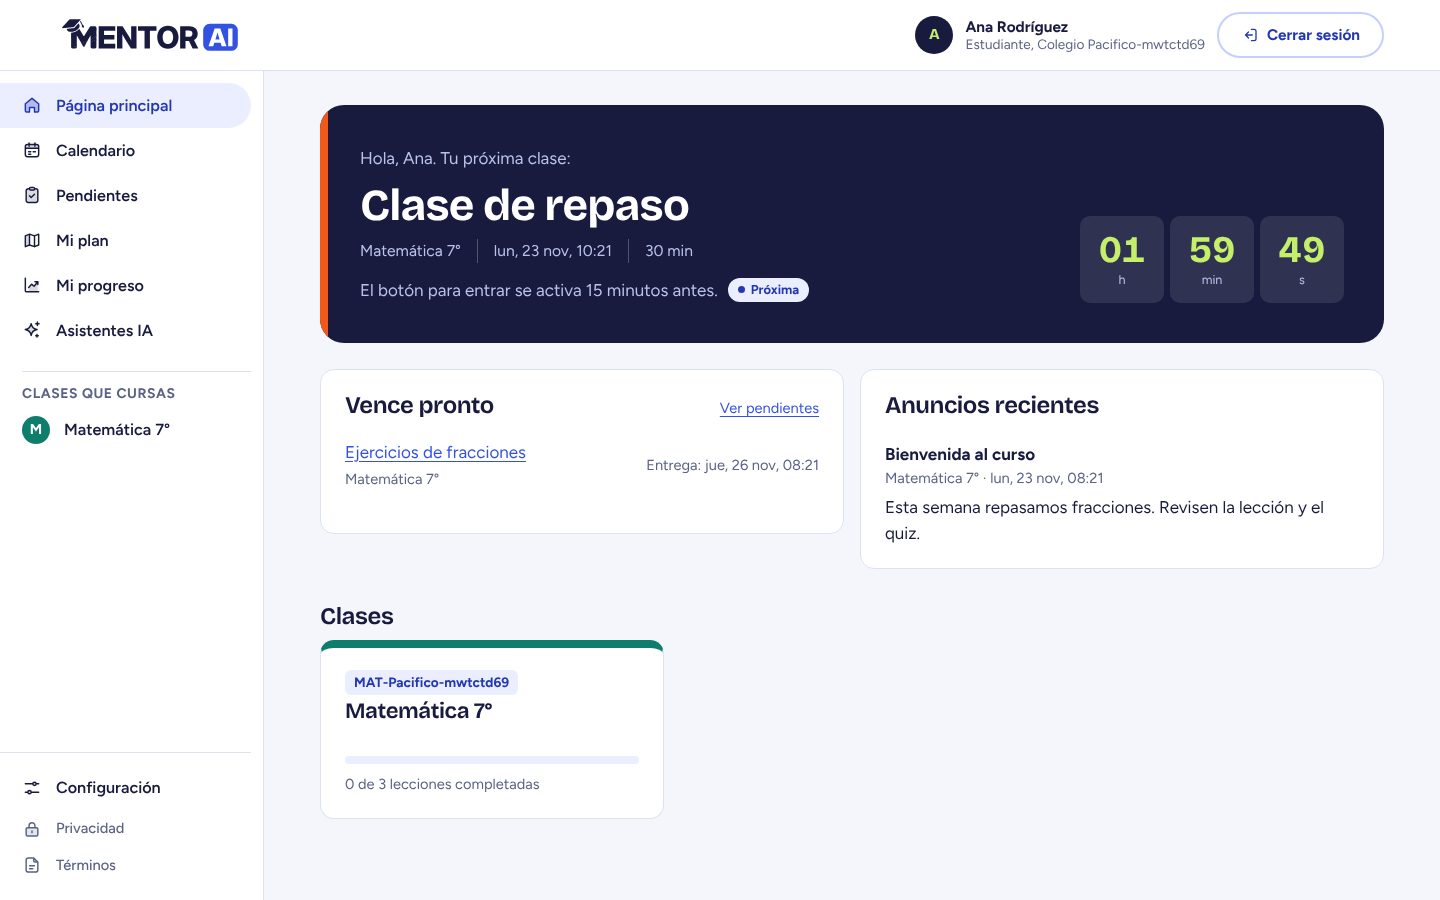 MENTOR AI
A
Ana Rodríguez
Estudiante, Colegio Pacifico-mwtctd69
Cerrar sesión
Página principal
Calendario
Pendientes
Mi plan
Mi progreso
Asistentes IA
CLASES QUE CURSAS
M
Matemática 7°
Configuración
Privacidad
Términos
Hola, Ana. Tu próxima clase:
Clase de repaso
Matemática 7° lun, 23 nov, 10:21 30 min
El botón para entrar se activa 15 minutos antes. Próxima
01 59 49
h min s
Vence pronto
Ver pendientes
Ejercicios de fracciones
Matemática 7°
Entrega: jue, 26 nov, 08:21
Anuncios recientes
Bienvenida al curso
Matemática 7° · lun, 23 nov, 08:21
Esta semana repasamos fracciones. Revisen la lección y el
quiz.
Clases
MAT-Pacifico-mwtctd69
Matemática 7°
0 de 3 lecciones completadas